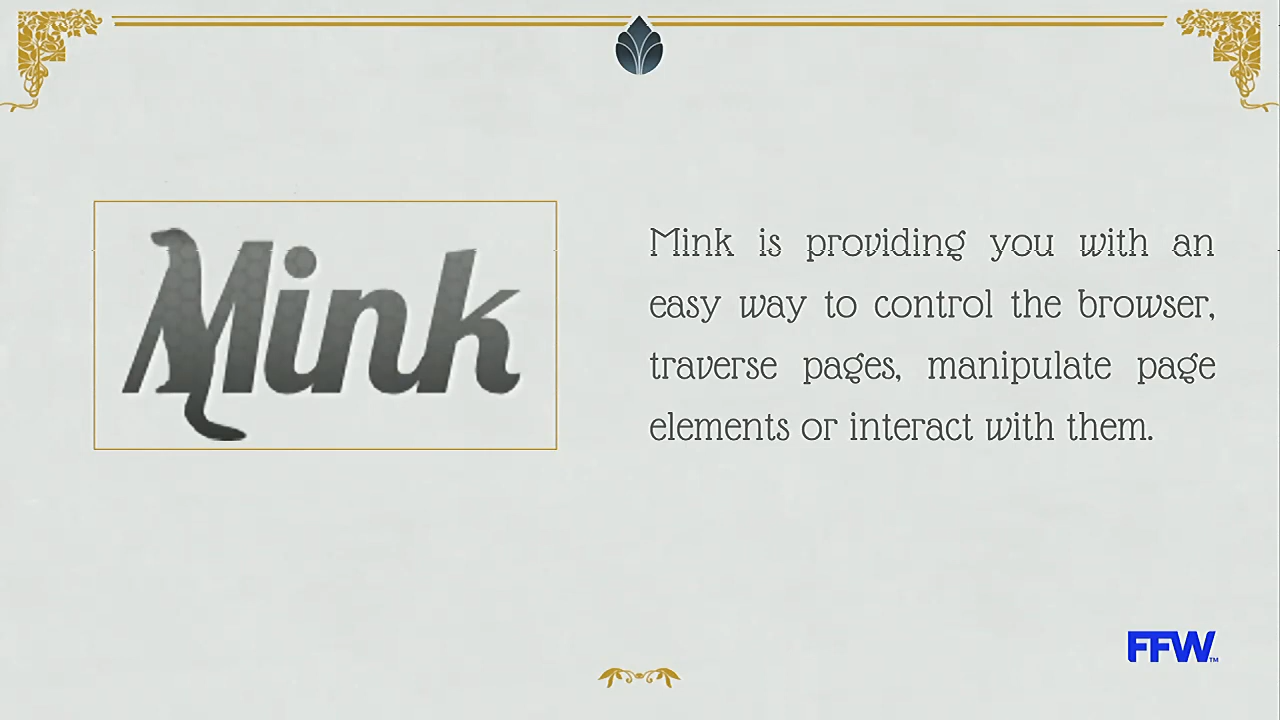 Mink
Mink is providing you with an
easy way to control the browser,
traverse pages, manipulate page
elements or interact with them.
FFW™